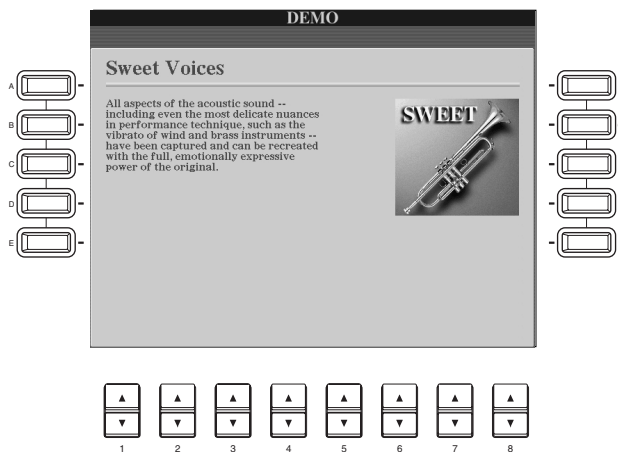 DEMO
Sweet Voices
All aspects of the acoustic sound --
including even the most delicate nuances
in performance technique, such as the
vibrato of wind and brass instruments --
have been captured and can be recreated
with the full, emotionally expressive
power of the original.
SWEET
A
B
C
D
E
1 2 3 4 5 6 7 8